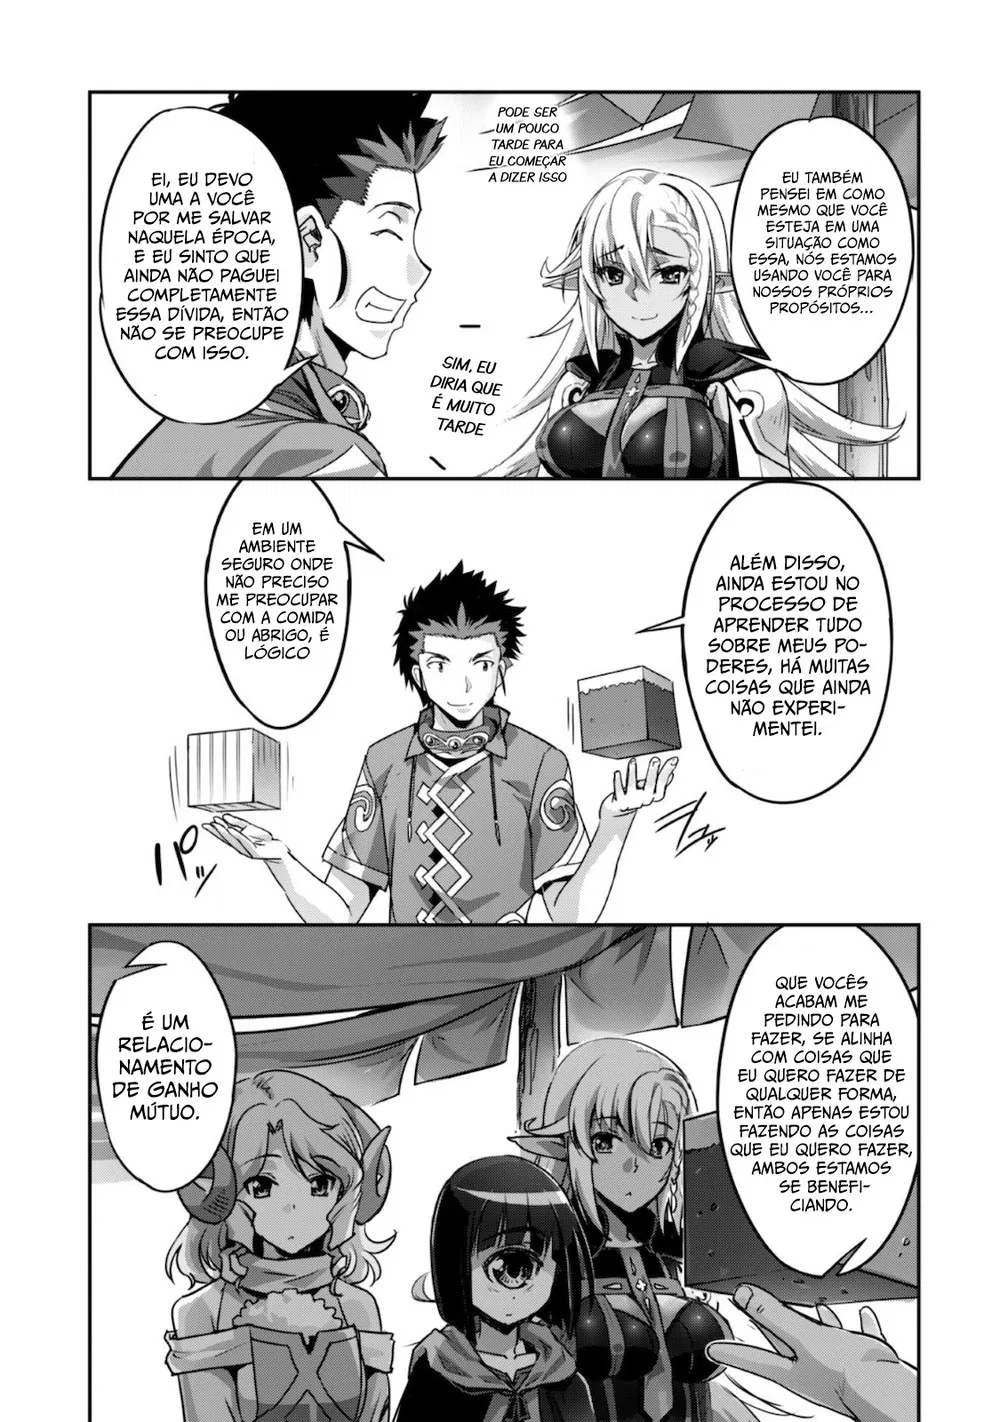 EU TAMBÉM
PENSEI EM COMO
MESMO QUE VOCÊ
ESTEJA EM UMA
SITUAÇÃO COMO
ESSA, NÓS ESTAMOS
USANDO VOCÊ PARA
NOSSOS PRÓPRIOS
PROPÓSITOS...
PODE SER
UM POUCO
TARDE PARA
EU COMEÇAR
A DIZER ISSO
EI, EU DEVO
UMA A VOCÊ
POR ME SALVAR
NAQUELA ÉPOCA,
E EU SINTO QUE
AINDA NÃO PAGUEI
COMPLETAMENTE
ESSA DÍVIDA, ENTÃO
NÃO SE PREOCUPE
COM ISSO.
SIM, EU
DIRIA QUE
É MUITO
TARDE
ALÉM DISSO,
AINDA ESTOU NO
PROCESSO DE
APRENDER TUDO
SOBRE MEUS PO-
DERES, HÁ MUITAS
COISAS QUE AINDA
NÃO EXPERI-
MENTEI.
EM UM
AMBIENTE
SEGURO ONDE
NÃO PRECISO
ME PREOCUPAR
COM A COMIDA
OU ABRIGO, É
LÓGICO
パッ
QUE VOCÊS
ACABAM ME
PEDINDO PARA
FAZER, SE ALINHA
COM COISAS QUE
EU QUERO FAZER DE
QUALQUER FORMA,
ENTÃO APENAS ESTOU
FAZENDO AS COISAS
QUE EU QUERO FAZER,
AMBOS ESTAMOS
SE BENEFI-
CIANDO.
É UM
RELACIO-
NAMENTO
DE GANHO
MÚTUO.